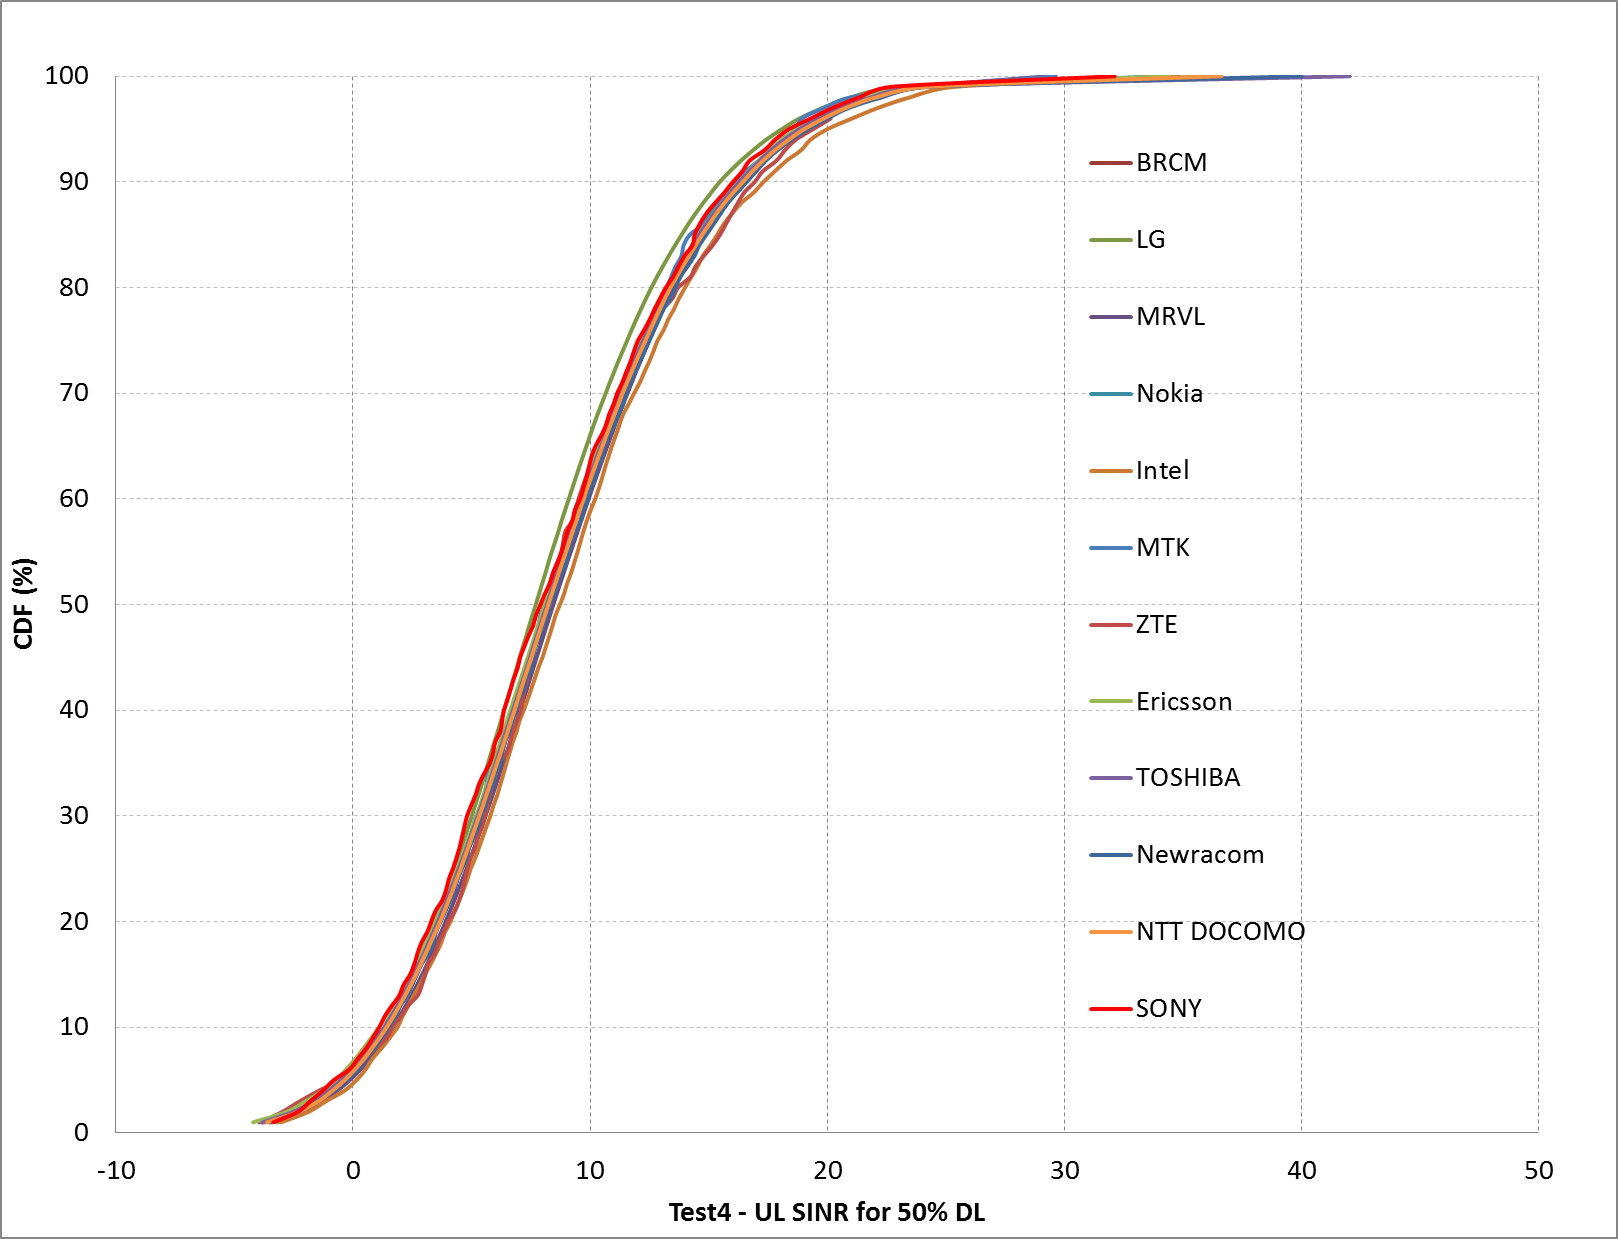 100
90
80
70
60
50
40
30
20
10
0
CDF (%)
-10 0 10 20 30 40 50
Test4 - UL SINR for 50% DL
BRCM
LG
MRVL
Nokia
Intel
MTK
ZTE
Ericsson
TOSHIBA
Newracom
NTT DOCOMO
SONY